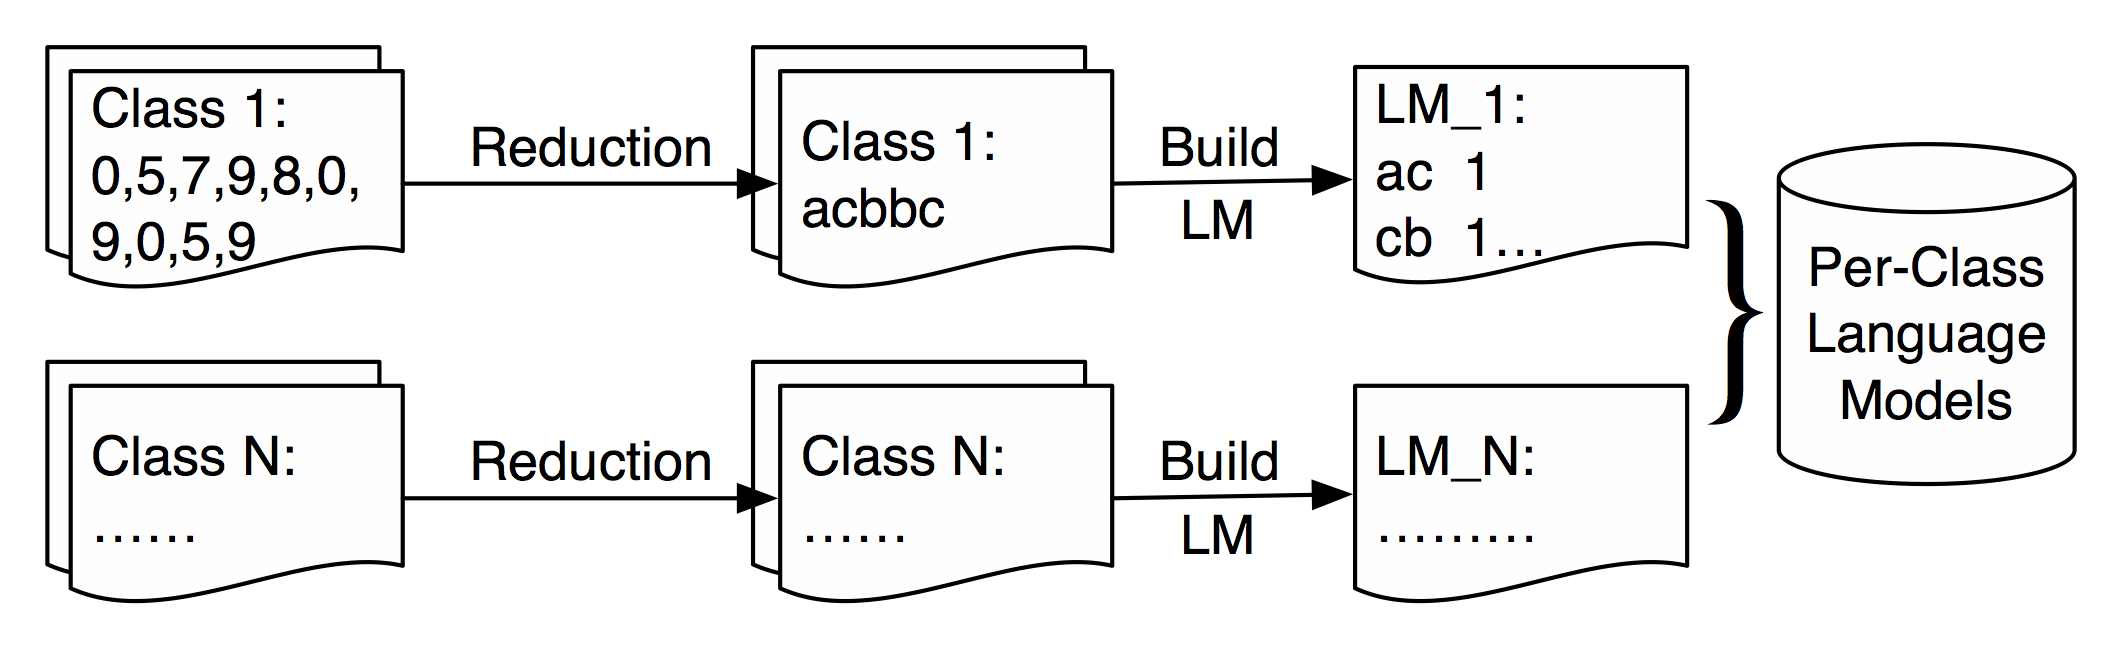 Class 1:
0,5,7,9,8,0,
9,0,5,9
Reduction
Class 1:
acbbc
Build
LM
LM_1:
ac 1
cb 1...
Class N:
......
Reduction
Class N:
......
Build
LM
LM_N:
.........
Per-Class
Language
Models